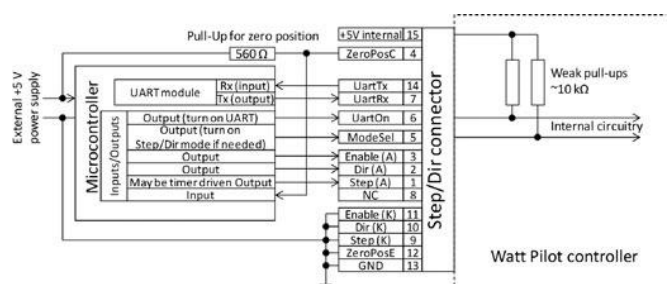 Pull-Up for zero position
560 Ω
External +5 V
power supply
Microcontroller
UART module
Rx (input)
Tx (output)
Inputs/Outputs
Output (turn on UART)
Output (turn on
Step/Dir mode if needed)
Output
Output
May be timer driven Output
Input
+5V internal 15
ZeroPosC 4
UartTx 14
UartRx 7
UartOn 6
ModeSel 5
Enable (A) 3
Dir (A) 2
Step (A) 1
NC 8
Enable (K) 11
Dir (K) 10
Step (K) 9
ZeroPosE 12
GND 13
Step/Dir connector
Weak pull-ups
~10 kΩ
Internal circuitry
Watt Pilot controller